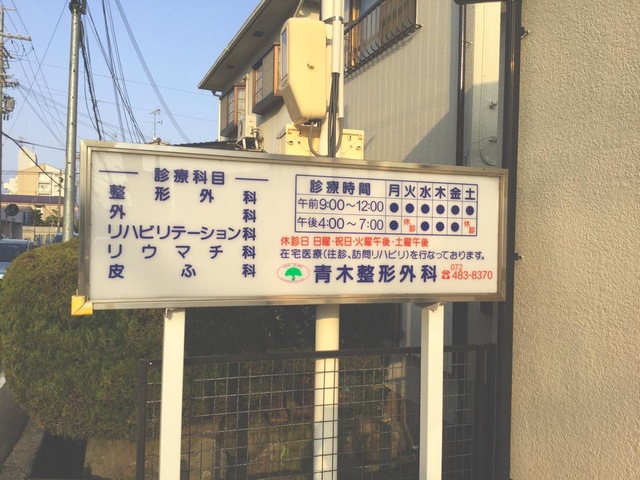 診療科目
整形外科
外科
リハビリテーション科
リウマチ科
皮ふ科
診療時間 月 火 水 木 金 土
午前9:00～12:00 ● ● ● ● ● ●
午後4:00～7:00 ● 休診 ● ● ● 休診
休診日 日曜・祝日・火曜午後・土曜午後
在宅医療(往診、訪問リハビリ)を行なっております。
青木整形外科 072 ☎483-8370